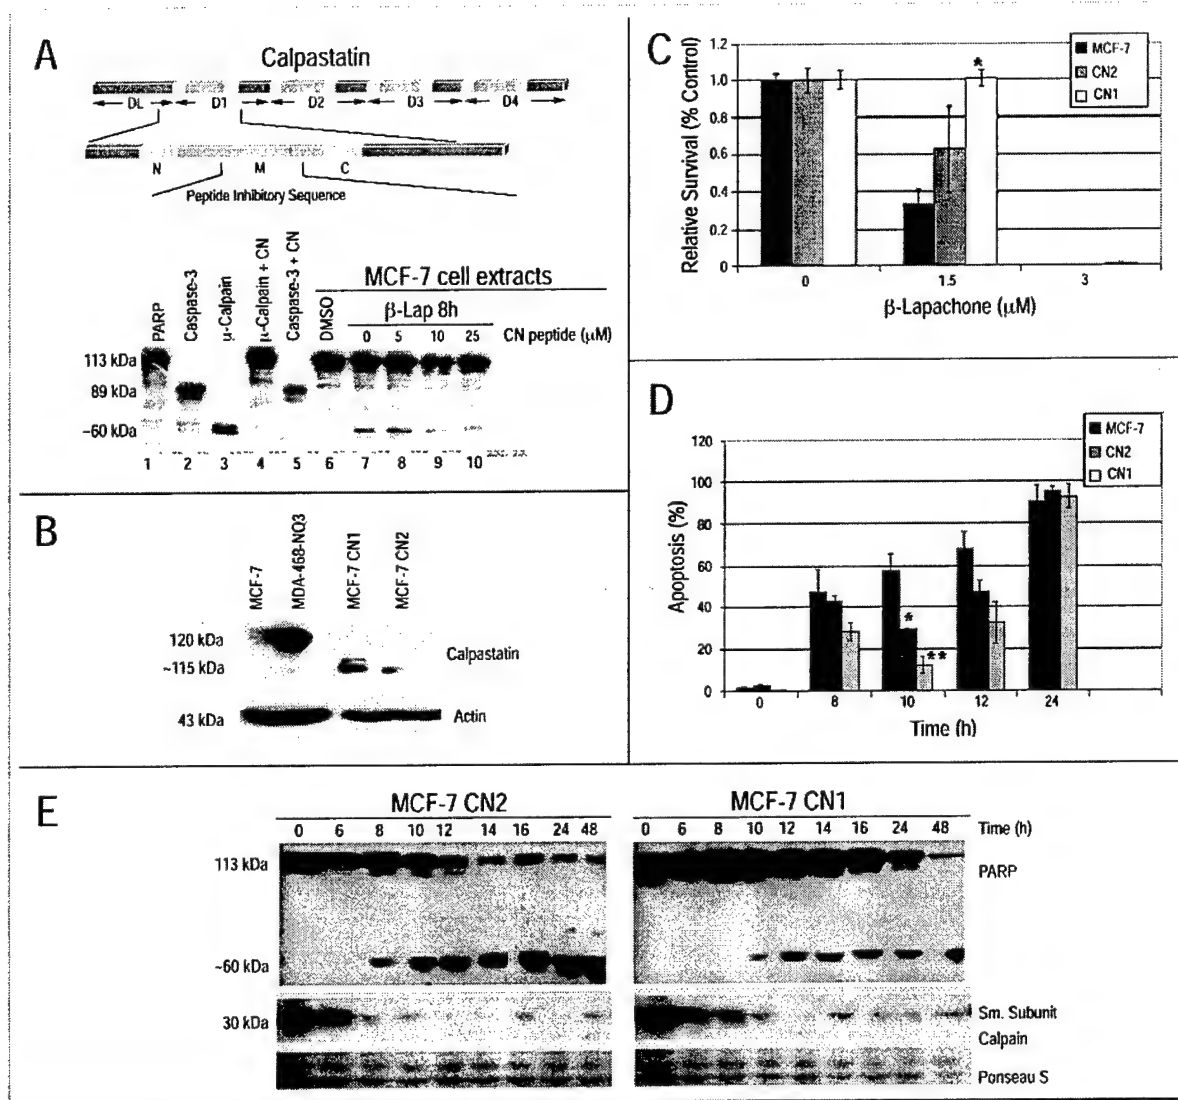 A
Calpastatin
DL D1 D2 D3 D4
N M C
Peptide Inhibitory Sequence
PARP
Caspase-3
μ-Calpain
μ-Calpain + CN
Caspase-3 + CN
MCF-7 cell extracts
DMSO
β-Lap 8h
0 5 10 25 CN peptide (μM)
113 kDa
89 kDa
~60 kDa
1 2 3 4 5 6 7 8 9 10
B
MCF-7
MDA-468-NQ3
MCF-7 CN1
MCF-7 CN2
120 kDa
~115 kDa
Calpastatin
43 kDa
Actin
C
Relative Survival (% Control)
1.2
1.0
0.8
0.6
0.4
0.2
0
*
MCF-7
CN2
CN1
0 1.5 3
β-Lapachone (μM)
D
Apoptosis (%)
120
100
80
60
40
20
0
*
**
MCF-7
CN2
CN1
0 8 10 12 24
Time (h)
E
MCF-7 CN2
0 6 8 10 12 14 16 24 48
MCF-7 CN1
0 6 8 10 12 14 16 24 48 Time (h)
113 kDa
PARP
~60 kDa
30 kDa
Sm. Subunit
Calpain
Ponseau S